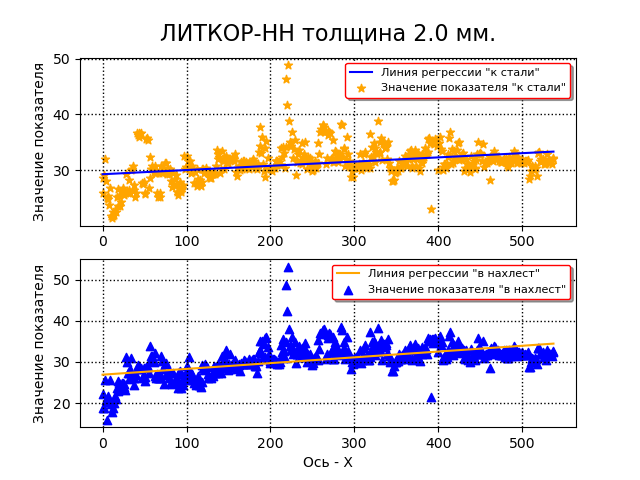 ЛИТКОР-НН толщина 2.0 мм.
Значение показателя
50
40
30
Линия регрессии "к стали"
Значение показателя "к стали"
0 100 200 300 400 500
Значение показателя
50
40
30
20
Линия регрессии "в нахлест"
Значение показателя "в нахлест"
0 100 200 300 400 500
Ось - X